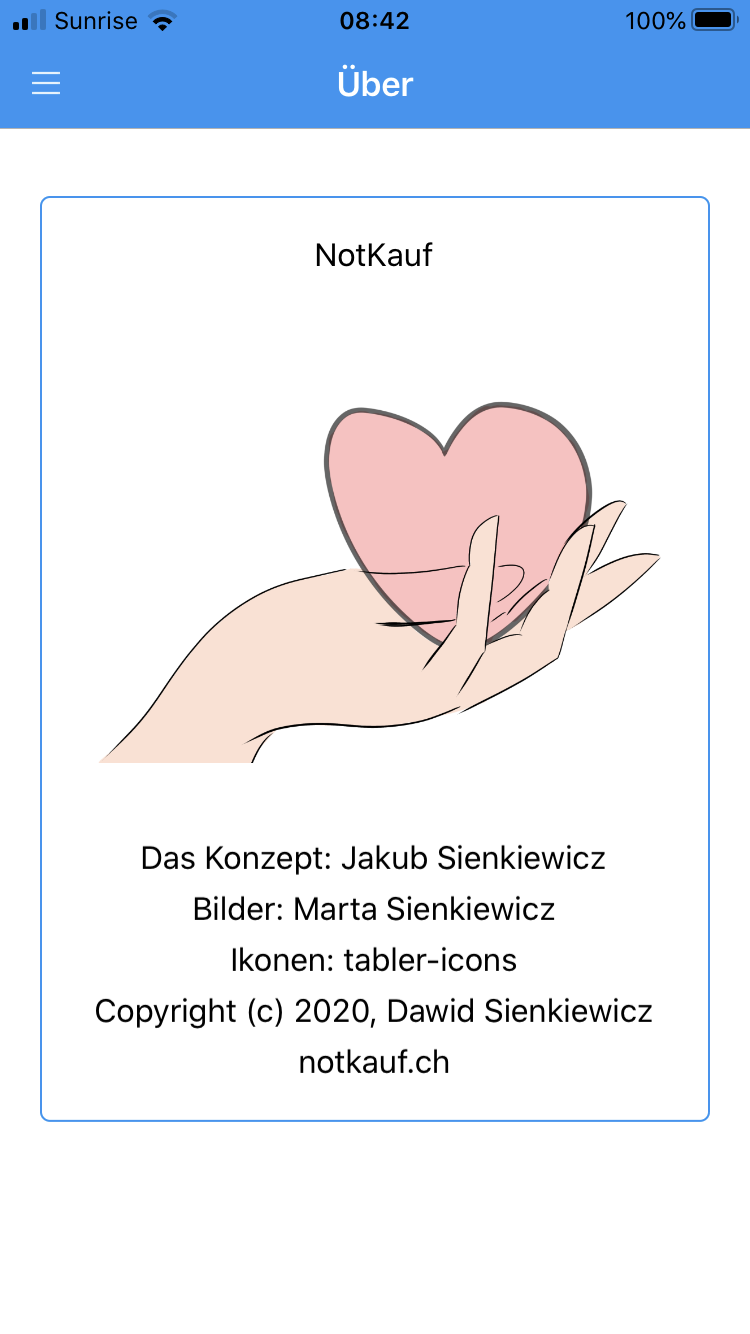 Sunrise 08:42 100%
Über
NotKauf
Das Konzept: Jakub Sienkiewicz
Bilder: Marta Sienkiewicz
Ikonen: tabler-icons
Copyright (c) 2020, Dawid Sienkiewicz
notkauf.ch